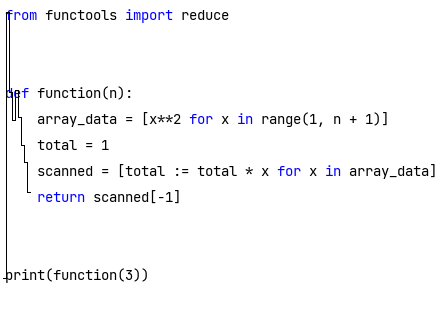 from functools import reduce
def function(n):
    array_data = [x**2 for x in range(1, n + 1)]
    total = 1
    scanned = [total := total * x for x in array_data]
    return scanned[-1]
print(function(3))